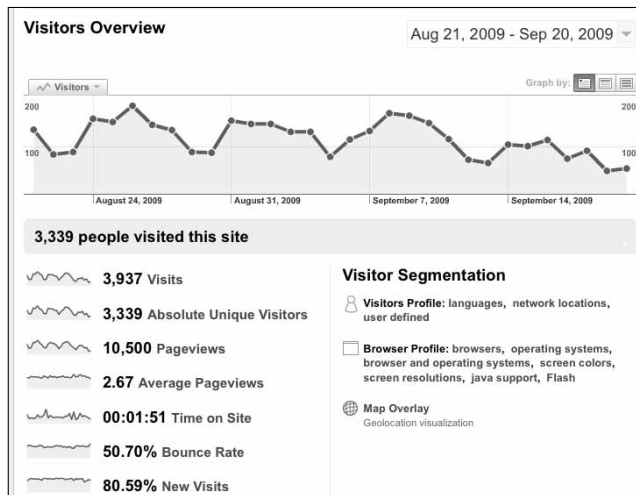 Visitors Overview
Aug 21, 2009 - Sep 20, 2009
Visitors
Graph by:
200
200
100
100
August 24, 2009
August 31, 2009
September 7, 2009
September 14, 2009
3,339 people visited this site
3,937 Visits
3,339 Absolute Unique Visitors
10,500 Pageviews
2.67 Average Pageviews
00:01:51 Time on Site
50.70% Bounce Rate
80.59% New Visits
Visitor Segmentation
Visitors Profile: languages, network locations,
user defined
Browser Profile: browsers, operating systems,
browser and operating systems, screen colors,
screen resolutions, java support, Flash
Map Overlay
Geolocation visualization